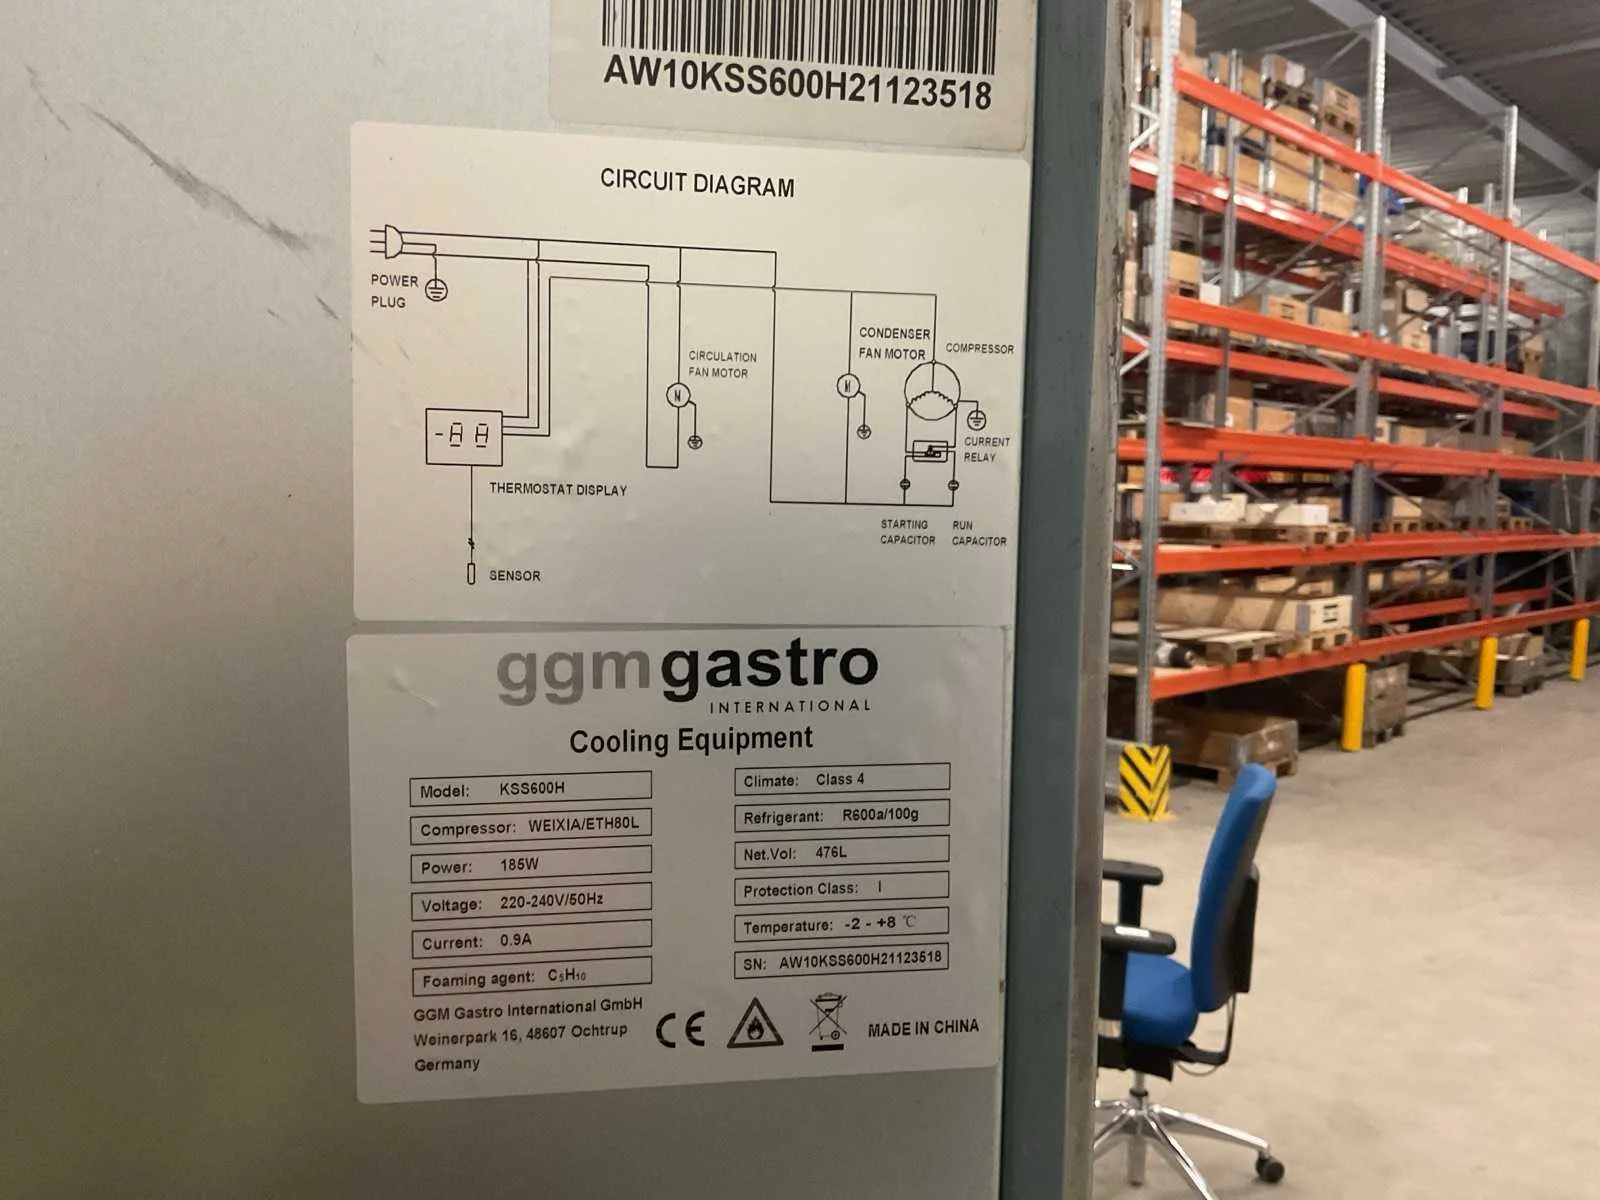 AW10KSS600H21123518
CIRCUIT DIAGRAM
POWER
PLUG
CIRCULATION
FAN MOTOR
M
CONDENSER
FAN MOTOR
M
COMPRESSOR
CURRENT
RELAY
THERMOSTAT DISPLAY
STARTING
CAPACITOR
RUN
CAPACITOR
SENSOR
ggmgastro
INTERNATIONAL
Cooling Equipment
Model: KSS600H
Compressor: WEIXIA/ETH80L
Power: 185W
Voltage: 220-240V/50Hz
Current: 0.9A
Foaming agent: C₅H₁₀
Climate: Class 4
Refrigerant: R600a/100g
Net.Vol: 476L
Protection Class: I
Temperature: -2 - +8 ℃
SN: AW10KSS600H21123518
GGM Gastro International GmbH
Weinerpark 16, 48607 Ochtrup
Germany
CE
MADE IN CHINA